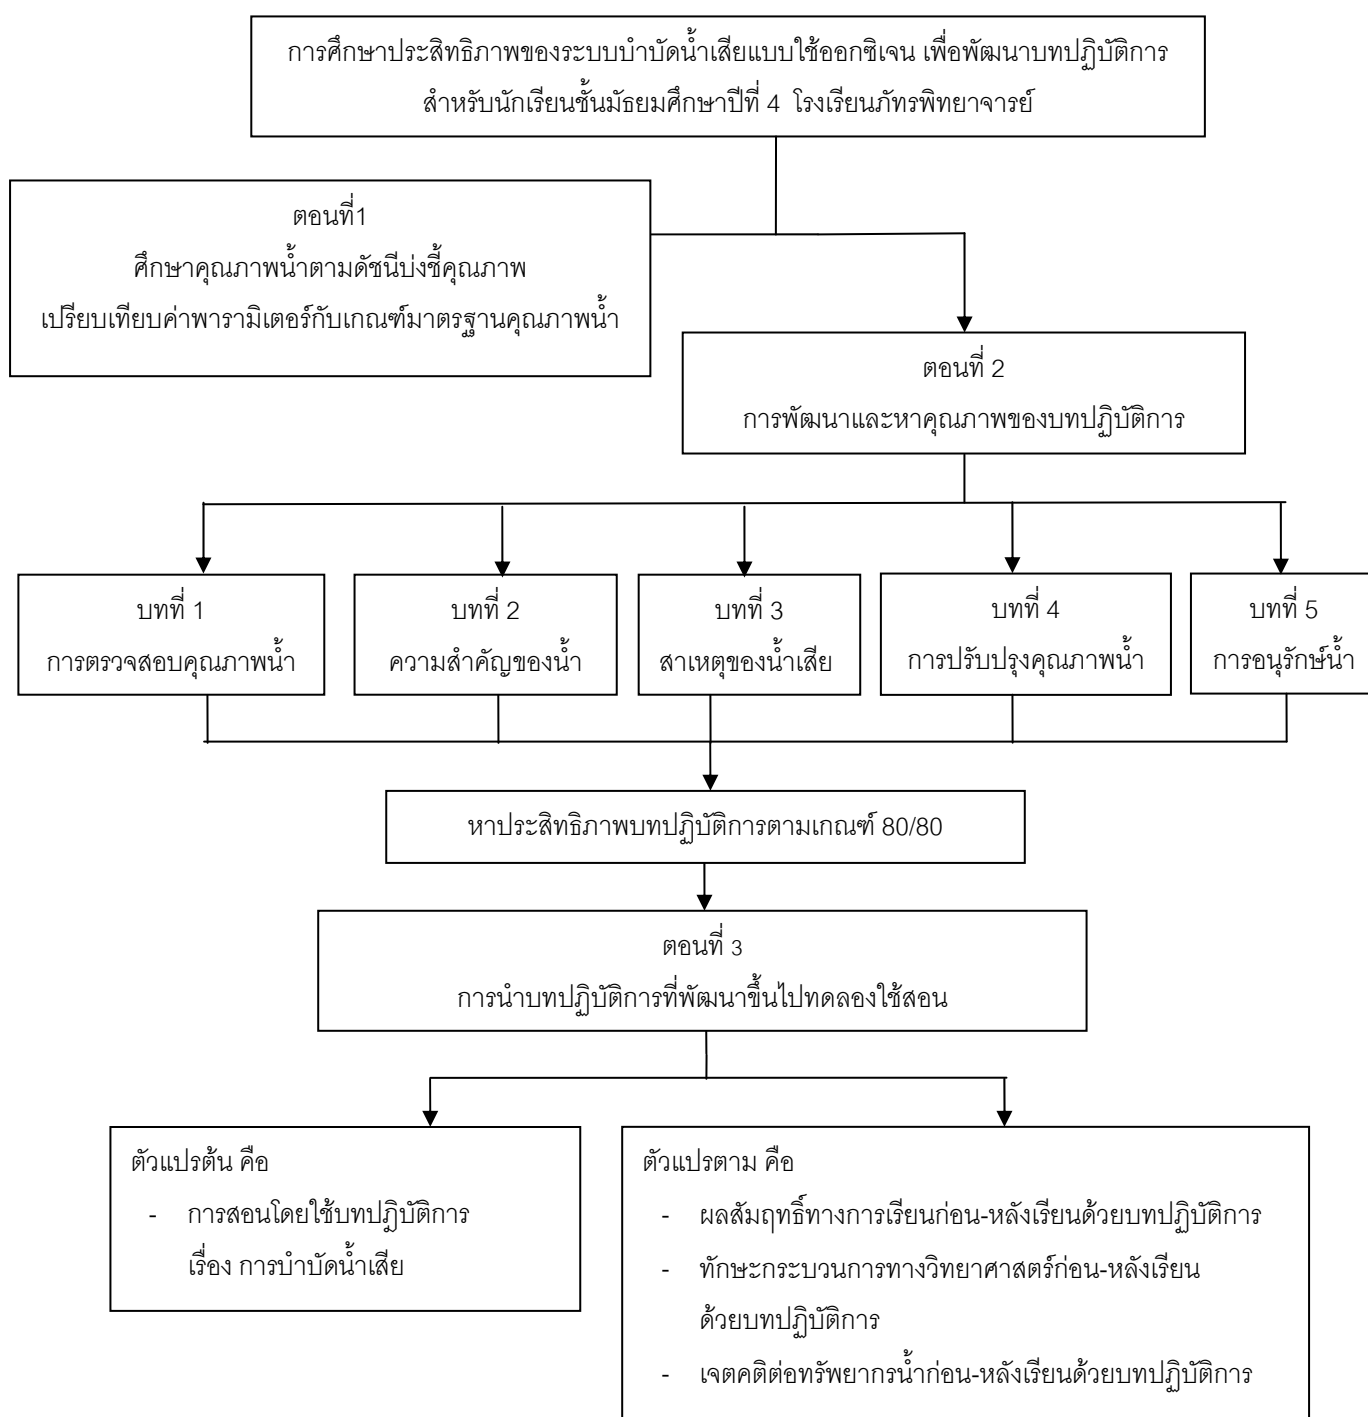 การศึกษาประสิทธิภาพของระบบบำบัดน้ำเสียแบบใช้ออกซิเจน เพื่อพัฒนาบทปฏิบัติการ
สำหรับนักเรียนชั้นมัธยมศึกษาปีที่ 4 โรงเรียนภัทรพิทยาจารย์
ตอนที่1
ศึกษาคุณภาพน้ำตามดัชนีบ่งชี้คุณภาพ
เปรียบเทียบค่าพารามิเตอร์กับเกณฑ์มาตรฐานคุณภาพน้ำ
ตอนที่ 2
การพัฒนาและหาคุณภาพของบทปฏิบัติการ
บทที่ 1
การตรวจสอบคุณภาพน้ำ
บทที่ 2
ความสำคัญของน้ำ
บทที่ 3
สาเหตุของน้ำเสีย
บทที่ 4
การปรับปรุงคุณภาพน้ำ
บทที่ 5
การอนุรักษ์น้ำ
หาประสิทธิภาพบทปฏิบัติการตามเกณฑ์ 80/80
ตอนที่ 3
การนำบทปฏิบัติการที่พัฒนาขึ้นไปทดลองใช้สอน
ตัวแปรต้น คือ
- การสอนโดยใช้บทปฎิบัติการ
เรื่อง การบำบัดน้ำเสีย
ตัวแปรตาม คือ
- ผลสัมฤทธิ์ทางการเรียนก่อน-หลังเรียนด้วยบทปฏิบัติการ
- ทักษะกระบวนการทางวิทยาศาสตร์ก่อน-หลังเรียน
ด้วยบทปฏิบัติการ
- เจตคติต่อทรัพยากรน้ำก่อน-หลังเรียนด้วยบทปฏิบัติการ